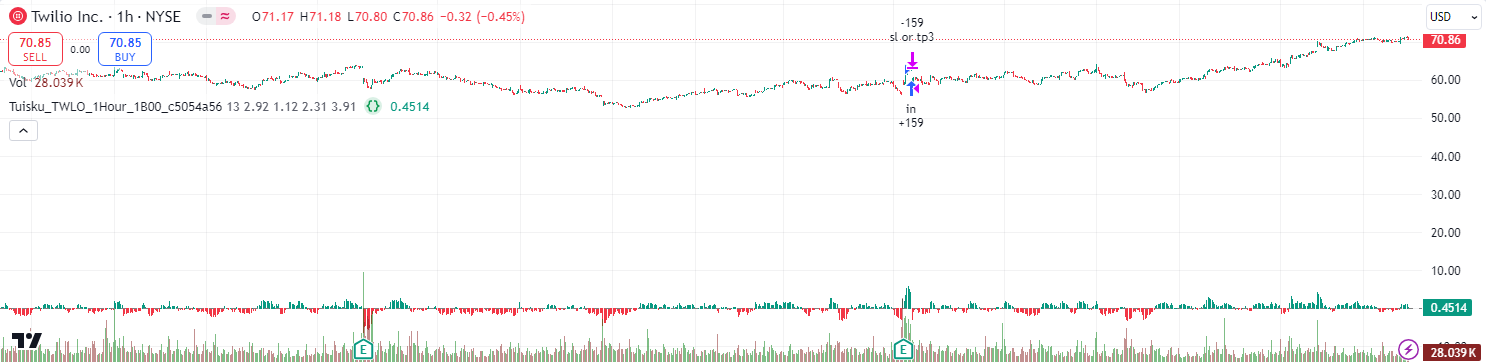 Twilio Inc. · 1h · NYSE O71.17 H71.18 L70.80 C70.86 −0.32 (−0.45%)
USD
70.85 SELL
0.00
70.85 BUY
Vol 28.039 K
Tuisku_TWLO_1Hour_1B00_c5054a56 13 2.92 1.12 2.31 3.91 {} 0.4514
-159
sl or tp3
in
+159
70.86
60.00
50.00
40.00
30.00
20.00
10.00
0.4514
28.039 K
E
E